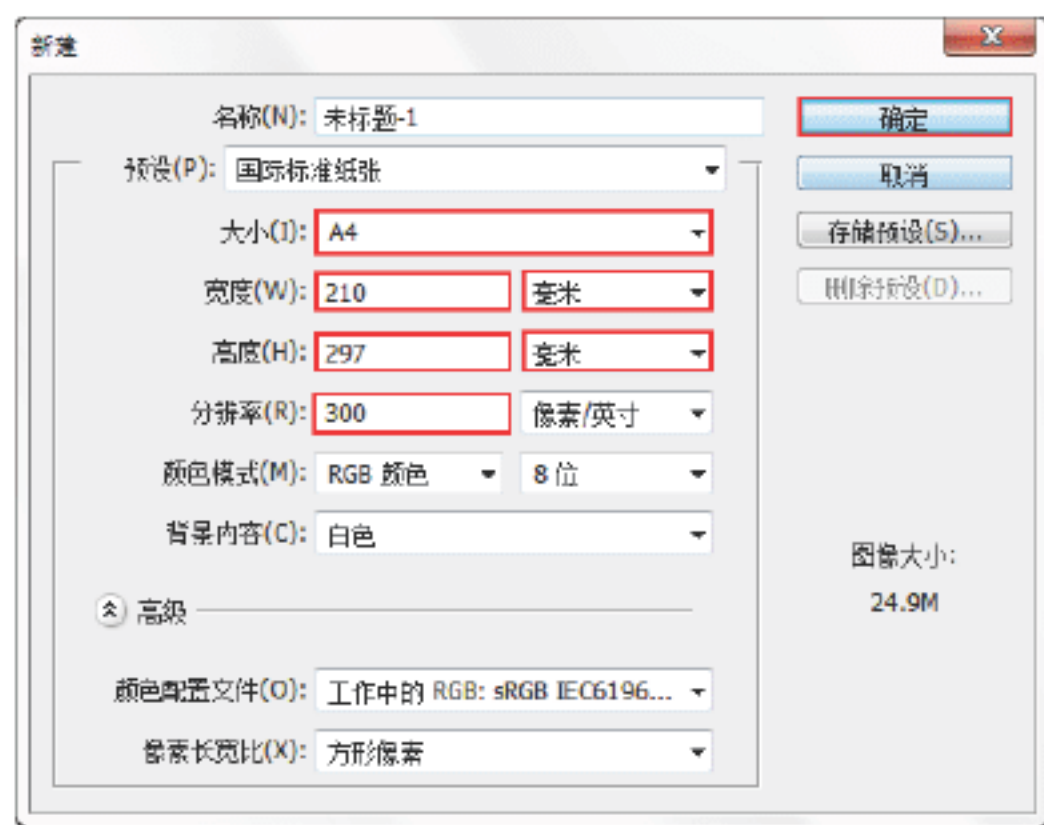 新建
名称(N): 未标题-1
确定
预设(P): 国际标准纸张
取消
大小(I): A4
存储预设(S)...
宽度(W): 210 毫米
删除预设(D)...
高度(H): 297 毫米
分辨率(R): 300 像素/英寸
颜色模式(M): RGB 颜色 8 位
背景内容(C): 白色
图像大小:
24.9M
高级
颜色配置文件(O): 工作中的 RGB: sRGB IEC6196...
像素长宽比(X): 方形像素